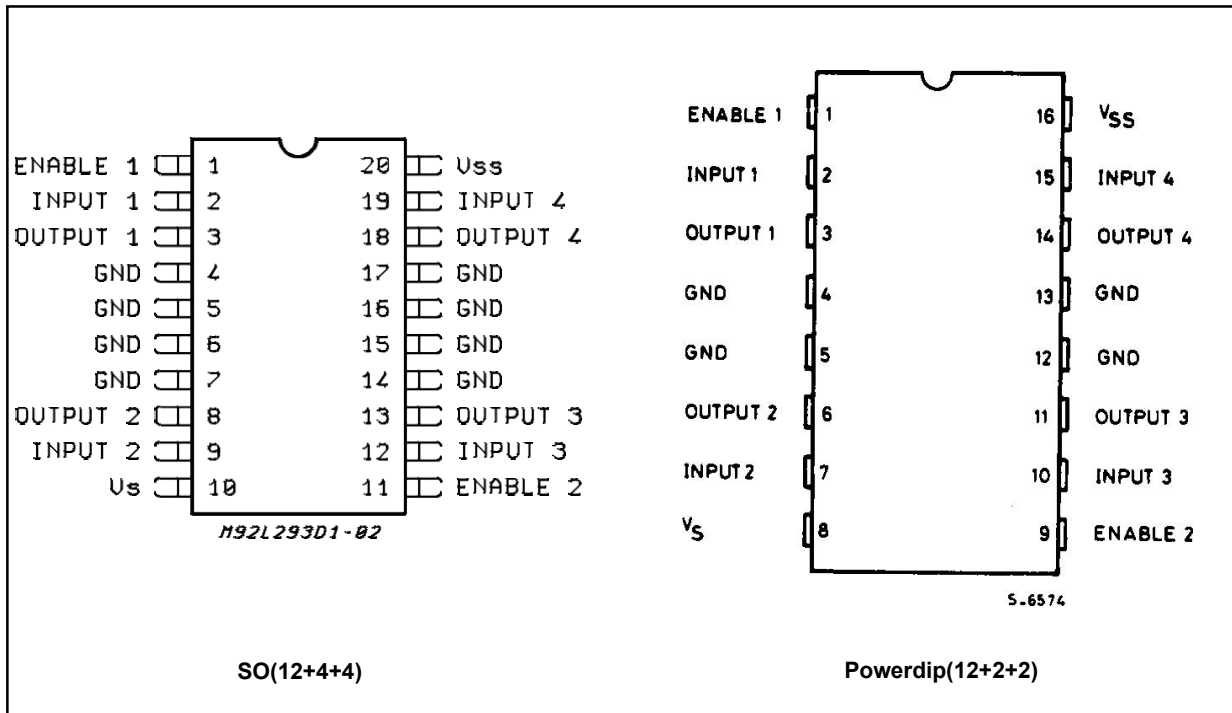 ENABLE 1 1 20 Vss
INPUT 1 2 19 INPUT 4
OUTPUT 1 3 18 OUTPUT 4
GND 4 17 GND
GND 5 16 GND
GND 6 15 GND
GND 7 14 GND
OUTPUT 2 8 13 OUTPUT 3
INPUT 2 9 12 INPUT 3
Vs 10 11 ENABLE 2
M92L293D1-02
SO(12+4+4)
ENABLE 1 1 16 VSS
INPUT 1 2 15 INPUT 4
OUTPUT 1 3 14 OUTPUT 4
GND 4 13 GND
GND 5 12 GND
OUTPUT 2 6 11 OUTPUT 3
INPUT 2 7 10 INPUT 3
VS 8 9 ENABLE 2
S-6574
Powerdip(12+2+2)